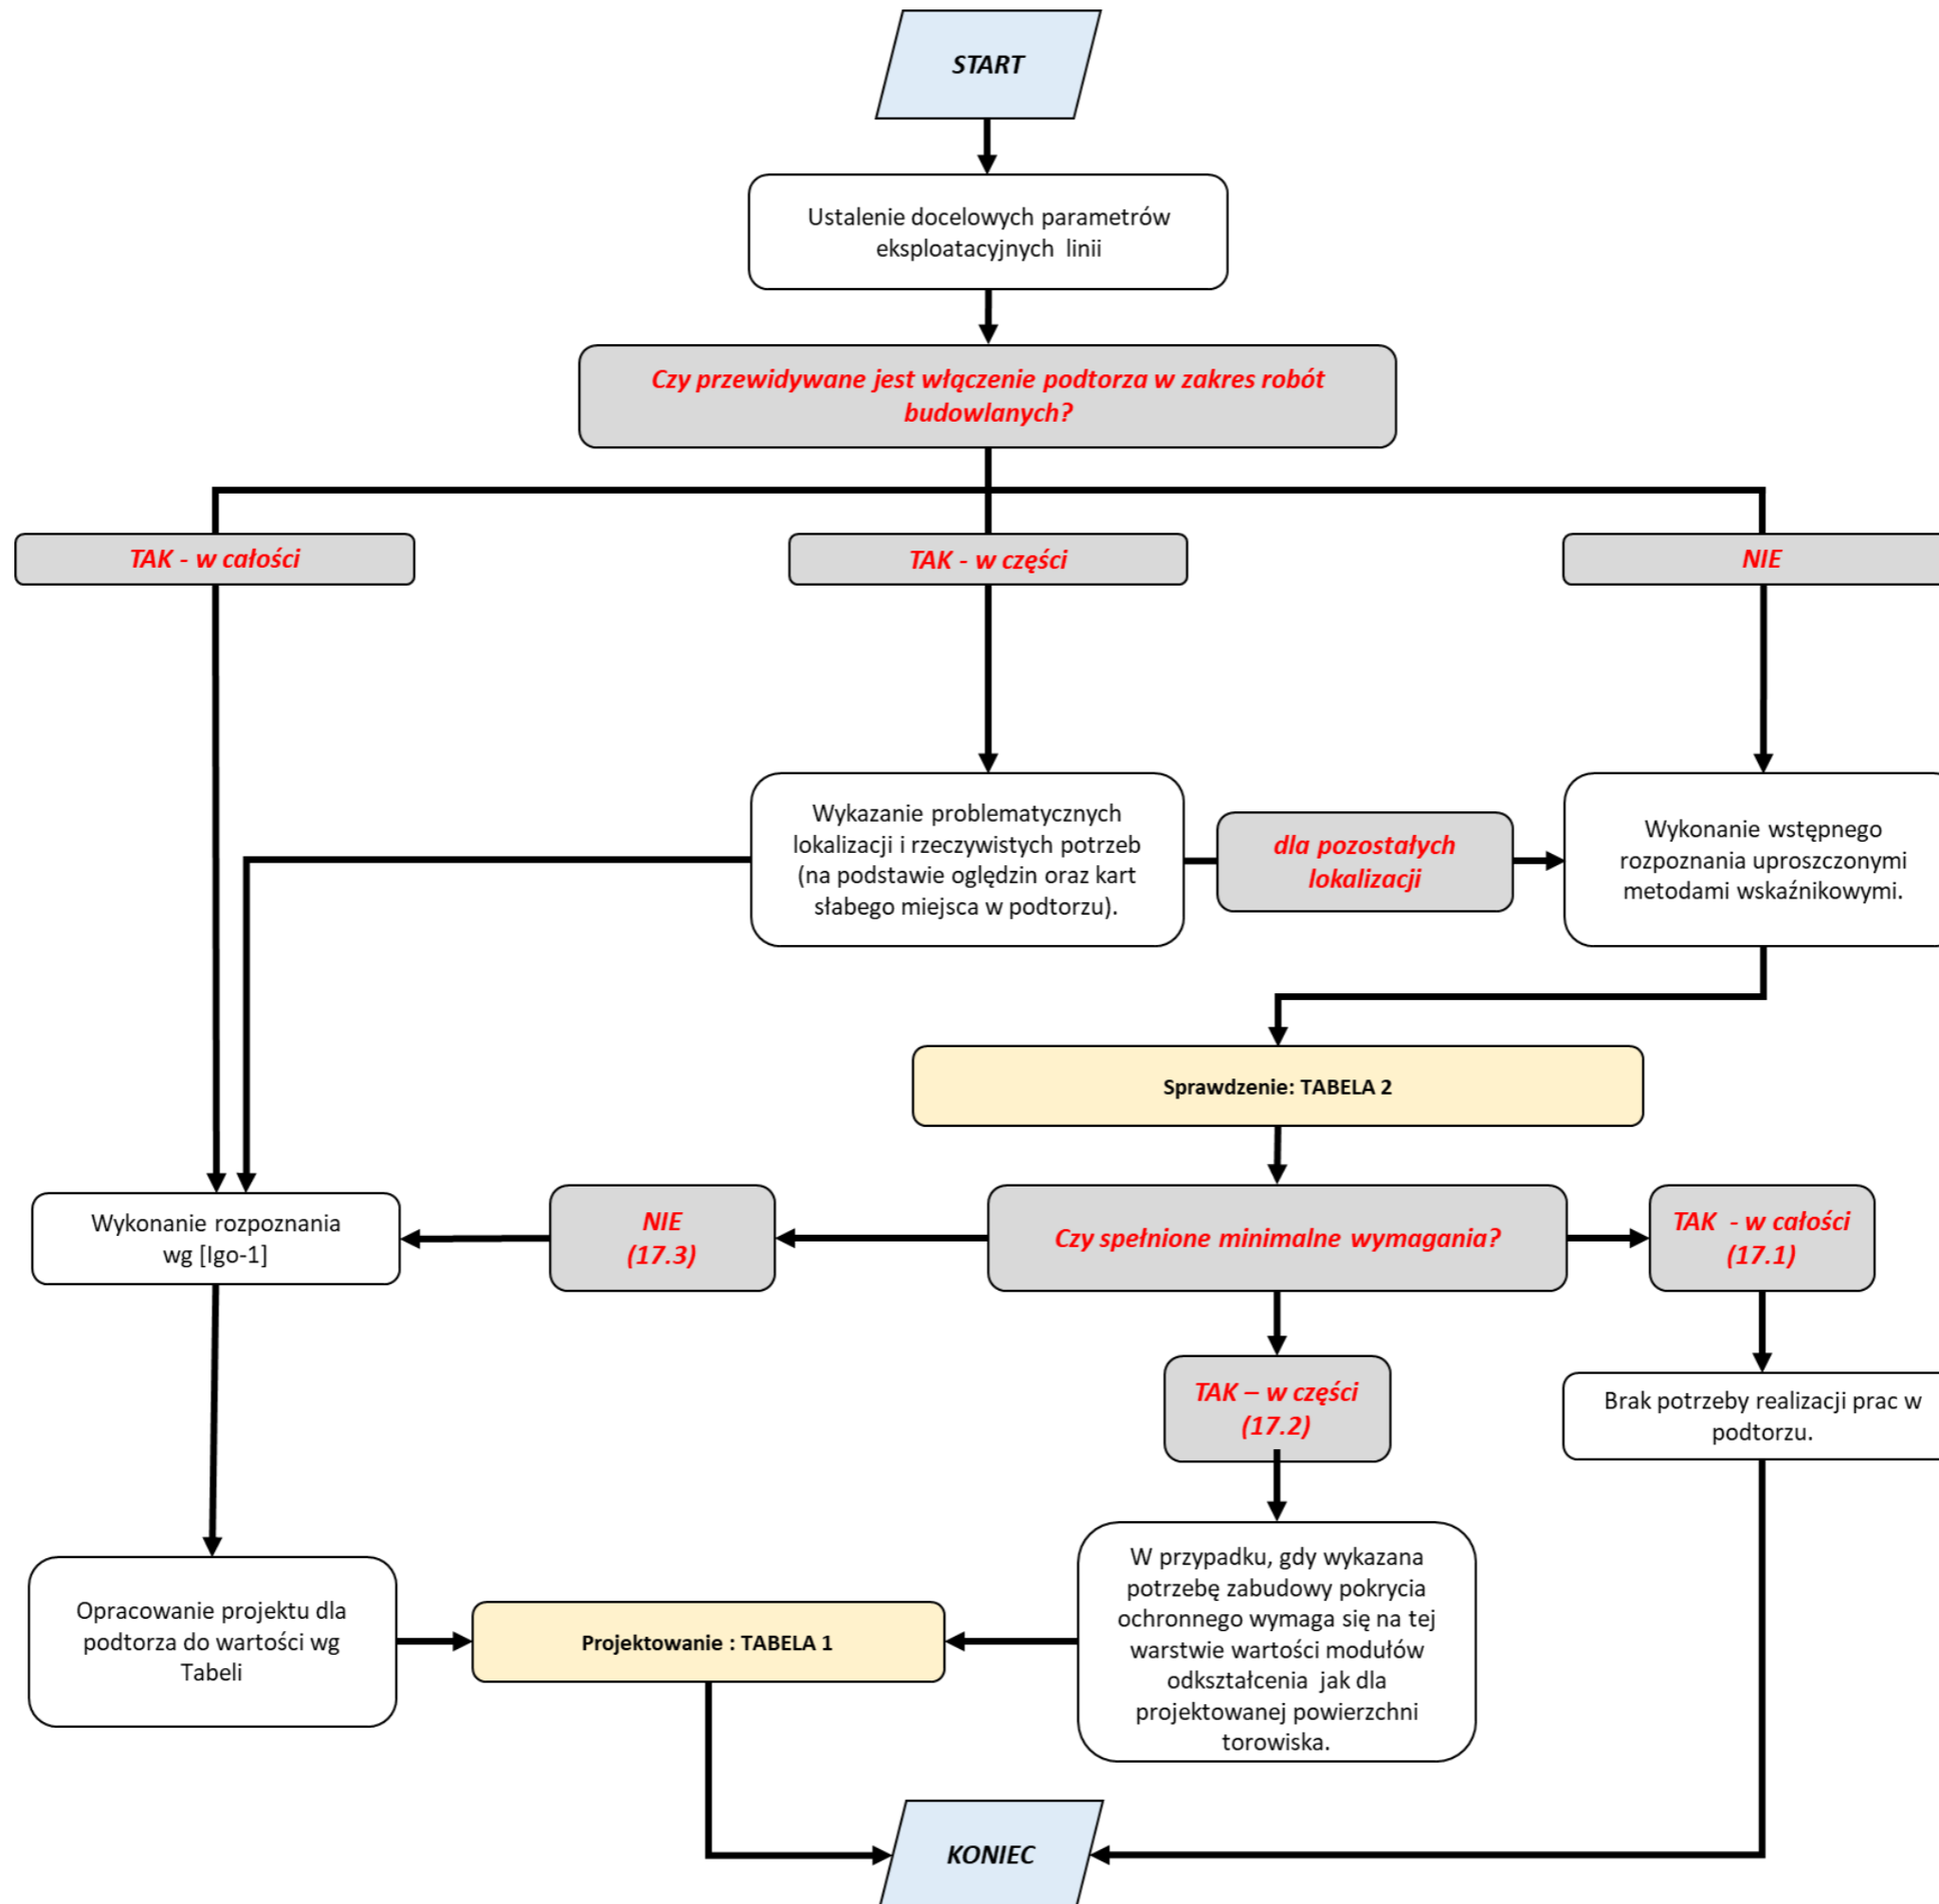 START
Ustalenie docelowych parametrów
eksploatacyjnych linii
Czy przewidywane jest włączenie podtorza w zakres robót
budowlanych?
TAK - w całości
TAK - w części
NIE
Wykazanie problematycznych
lokalizacji i rzeczywistych potrzeb
(na podstawie oględzin oraz kart
słabego miejsca w podtorzu).
dla pozostałych
lokalizacji
Wykonanie wstępnego
rozpoznania uproszczonymi
metodami wskaźnikowymi.
Sprawdzenie: TABELA 2
Wykonanie rozpoznania
wg [Igo-1]
NIE
(17.3)
Czy spełnione minimalne wymagania?
TAK - w całości
(17.1)
TAK – w części
(17.2)
Brak potrzeby realizacji prac w
podtorzu.
Opracowanie projektu dla
podtorza do wartości wg
Tabeli
Projektowanie : TABELA 1
W przypadku, gdy wykazana
potrzebę zabudowy pokrycia
ochronnego wymaga się na tej
warstwie wartości modułów
odkształcenia jak dla
projektowanej powierzchni
torowiska.
KONIEC